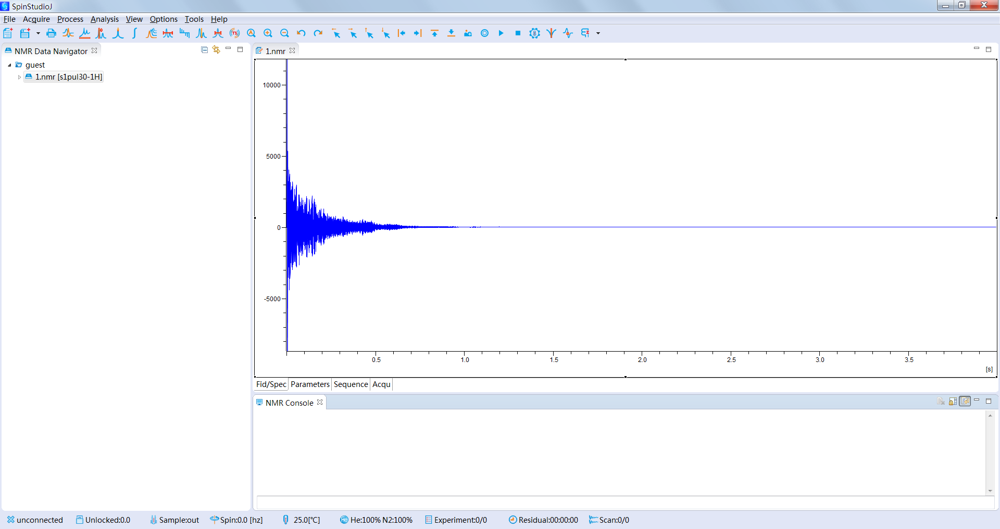 SpinStudioJ
File Acquire Process Analysis View Options Tools Help
NMR Data Navigator
guest
1.nmr [s1pul30-1H]
1.nmr
10000
5000
0
-5000
0.5 1.0 1.5 2.0 2.5 3.0 3.5
[s]
Fid/Spec Parameters Sequence Acqu
NMR Console
unconnected Unlocked:0.0 Sample:out Spin:0.0 [hz] 25.0[℃] He:100% N2:100% Experiment:0/0 Residual:00:00:00 Scan:0/0